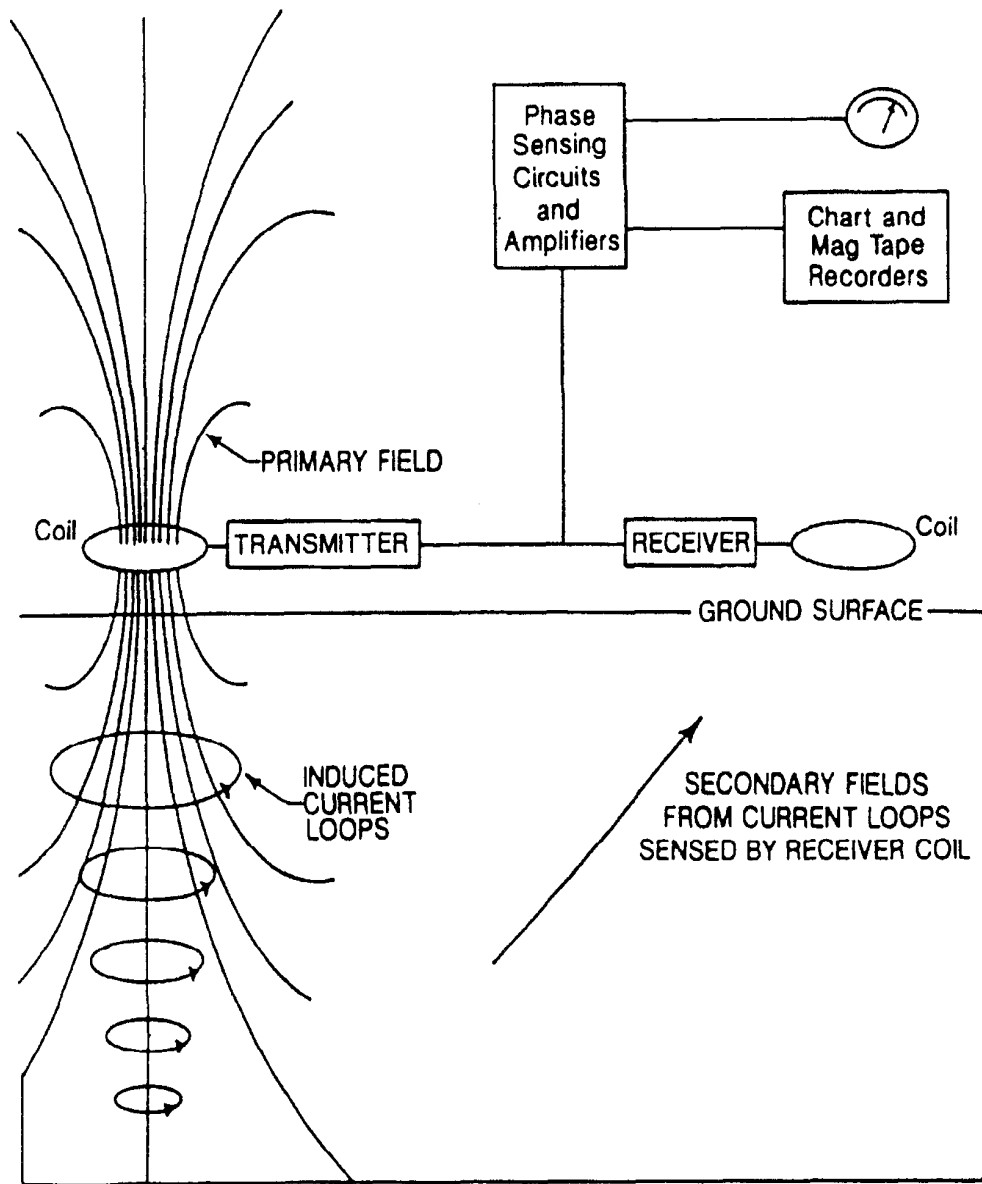 Phase
Sensing
Circuits
and
Amplifiers
Chart and
Mag Tape
Recorders
PRIMARY FIELD
Coil
TRANSMITTER
RECEIVER
Coil
GROUND SURFACE
INDUCED
CURRENT
LOOPS
SECONDARY FIELDS
FROM CURRENT LOOPS
SENSED BY RECEIVER COIL